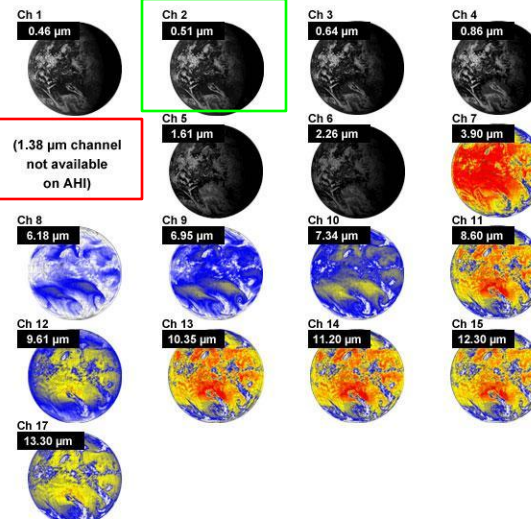 Ch 1
0.46 µm
Ch 2
0.51 µm
Ch 3
0.64 µm
Ch 4
0.86 µm
(1.38 µm channel
not available
on AHI)
Ch 5
1.61 µm
Ch 6
2.26 µm
Ch 7
3.90 µm
Ch 8
6.18 µm
Ch 9
6.95 µm
Ch 10
7.34 µm
Ch 11
8.60 µm
Ch 12
9.61 µm
Ch 13
10.35 µm
Ch 14
11.20 µm
Ch 15
12.30 µm
Ch 17
13.30 µm